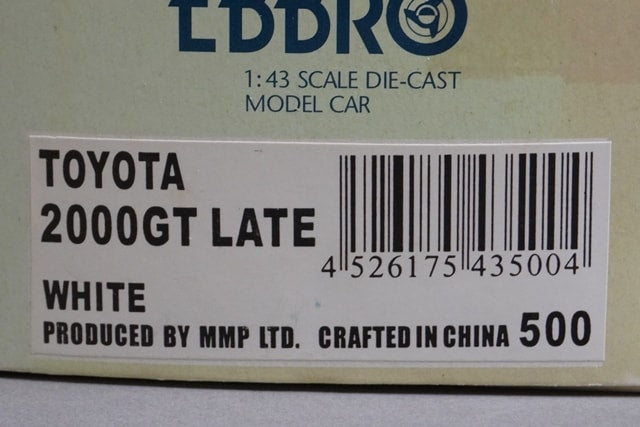 EBBRO
1:43 SCALE DIE-CAST
MODEL CAR
TOYOTA
2000GT LATE
4 526175 435004
WHITE
PRODUCED BY MMP LTD. CRAFTED IN CHINA 500